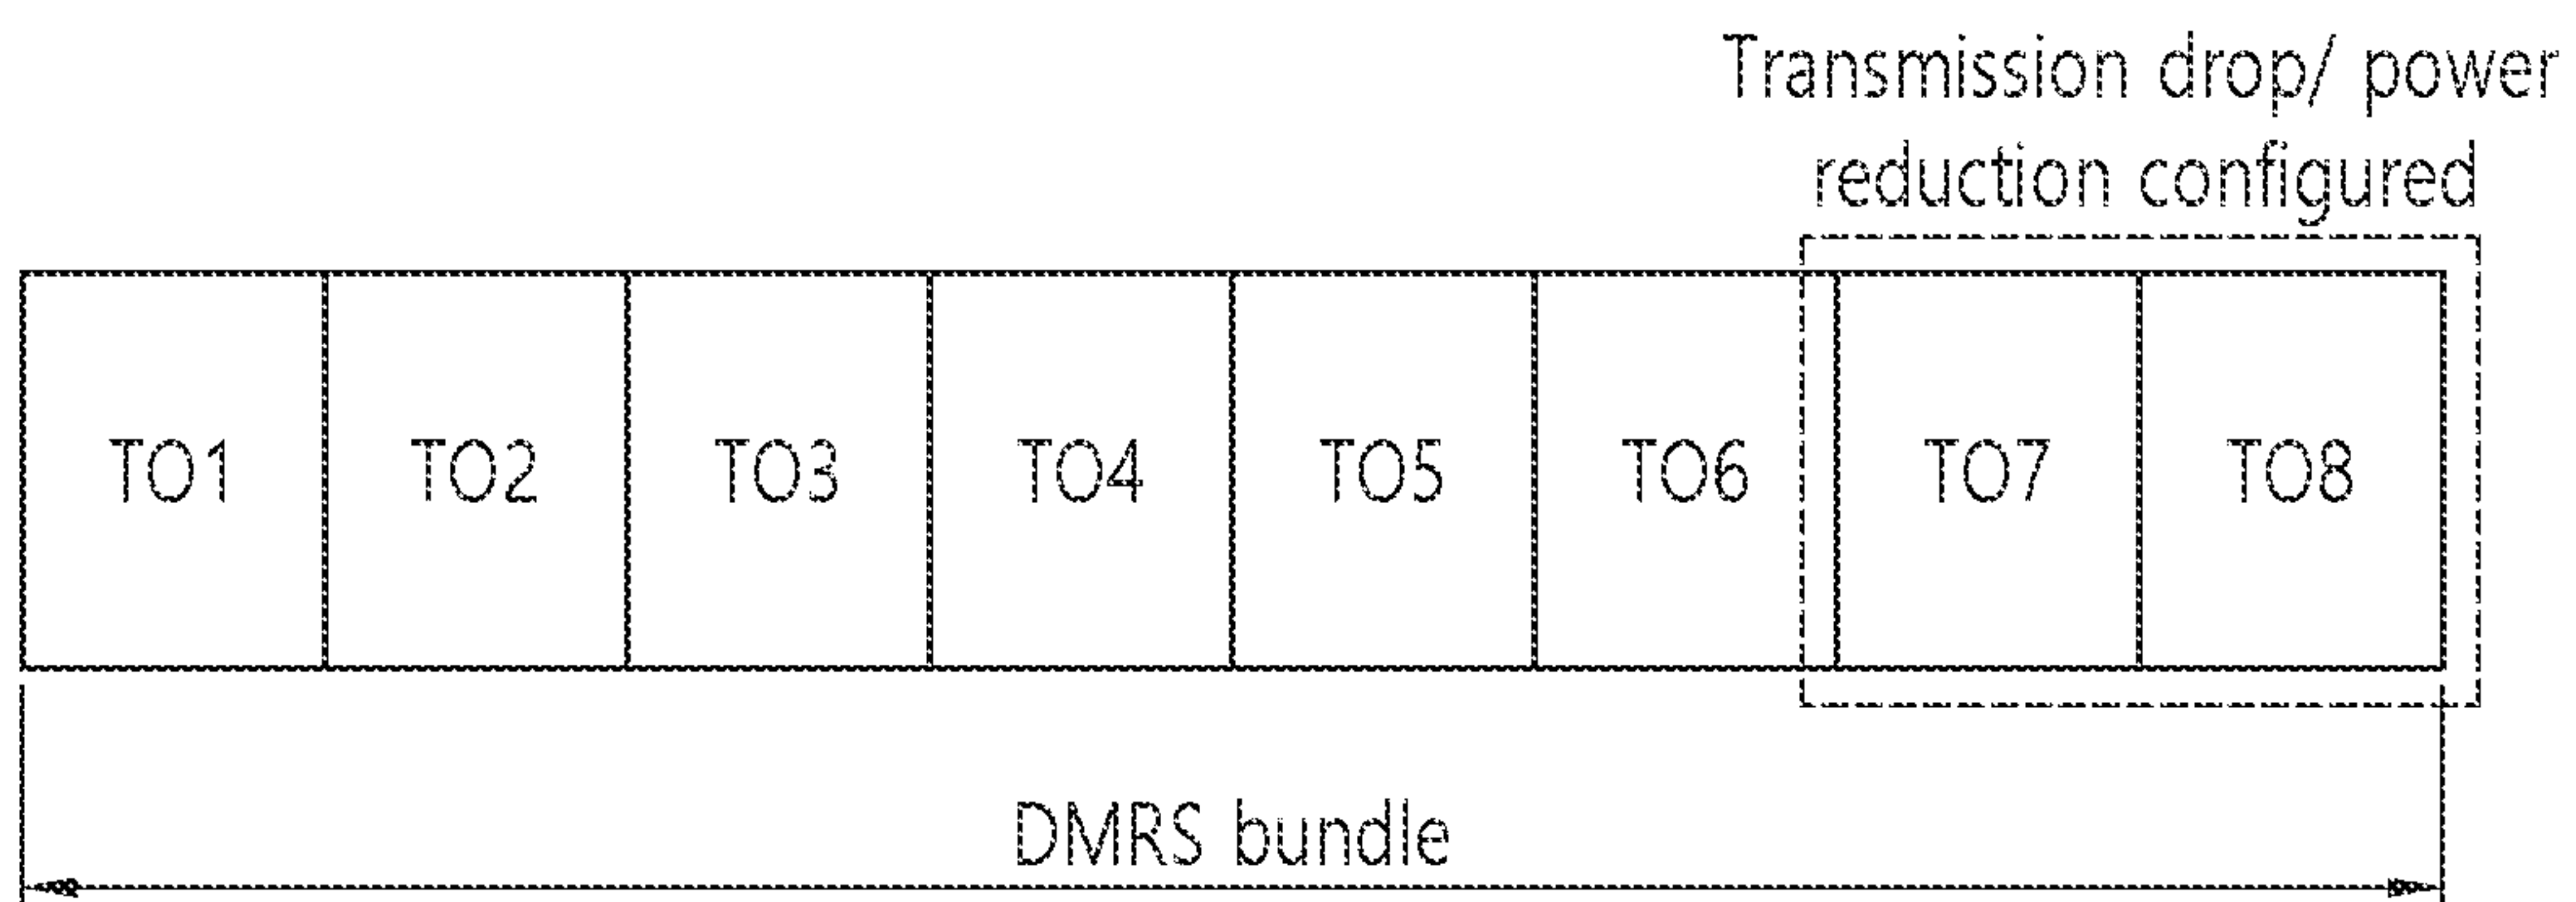 Transmission drop/ power
reduction configured
TO1 TO2 TO3 TO4 TO5 TO6 TO7 TO8
DMRS bundle